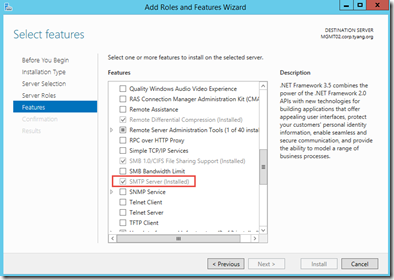 Add Roles and Features Wizard
Select features
DESTINATION SERVER
MGMT02.corp.tyang.org
Before You Begin
Installation Type
Server Selection
Server Roles
Features
Confirmation
Results
Select one or more features to install on the selected server.
Features
Quality Windows Audio Video Experience
RAS Connection Manager Administration Kit (CMAK)
Remote Assistance
Remote Differential Compression (Installed)
Remote Server Administration Tools (1 of 40 install
RPC over HTTP Proxy
Simple TCP/IP Services
SMB 1.0/CIFS File Sharing Support (Installed)
SMB Bandwidth Limit
SMTP Server (Installed)
SNMP Service
Telnet Client
Telnet Server
TFTP Client
Description
.NET Framework 3.5 combines the
power of the .NET Framework 2.0
APIs with new technologies for
building applications that offer
appealing user interfaces, protect
your customers' personal identity
information, enable seamless and
secure communication, and provide
the ability to model a range of
business processes.
< Previous
Next >
Install
Cancel